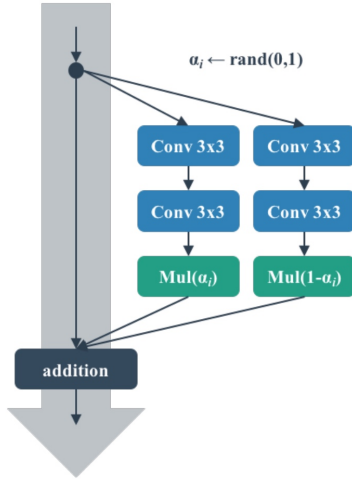 αᵢ ← rand(0,1)
Conv 3x3
Conv 3x3
Conv 3x3
Conv 3x3
Mul(αᵢ)
Mul(1-αᵢ)
addition